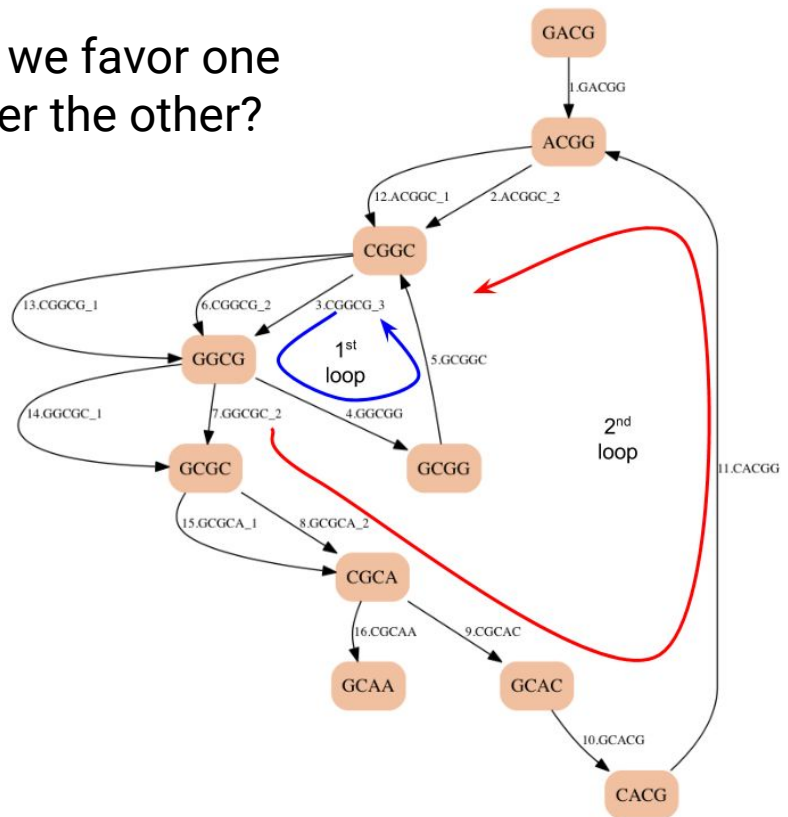 we favor one
er the other?
GACG
1.GACGG
ACGG
12.ACGGC_1
2.ACGGC_2
CGGC
13.CGGCG_1
6.CGGCG_2
3.CGGCG_3
GGCG
1st
loop
5.GCGGC
14.GGCGC_1
7.GGCGC_2
4.GGCGG
2nd
loop
GCGC
GCGG
11.CACGG
15.GCGCA_1
8.GCGCA_2
CGCA
16.CGCAA
9.CGCAC
GCAA
GCAC
10.GCACG
CACG